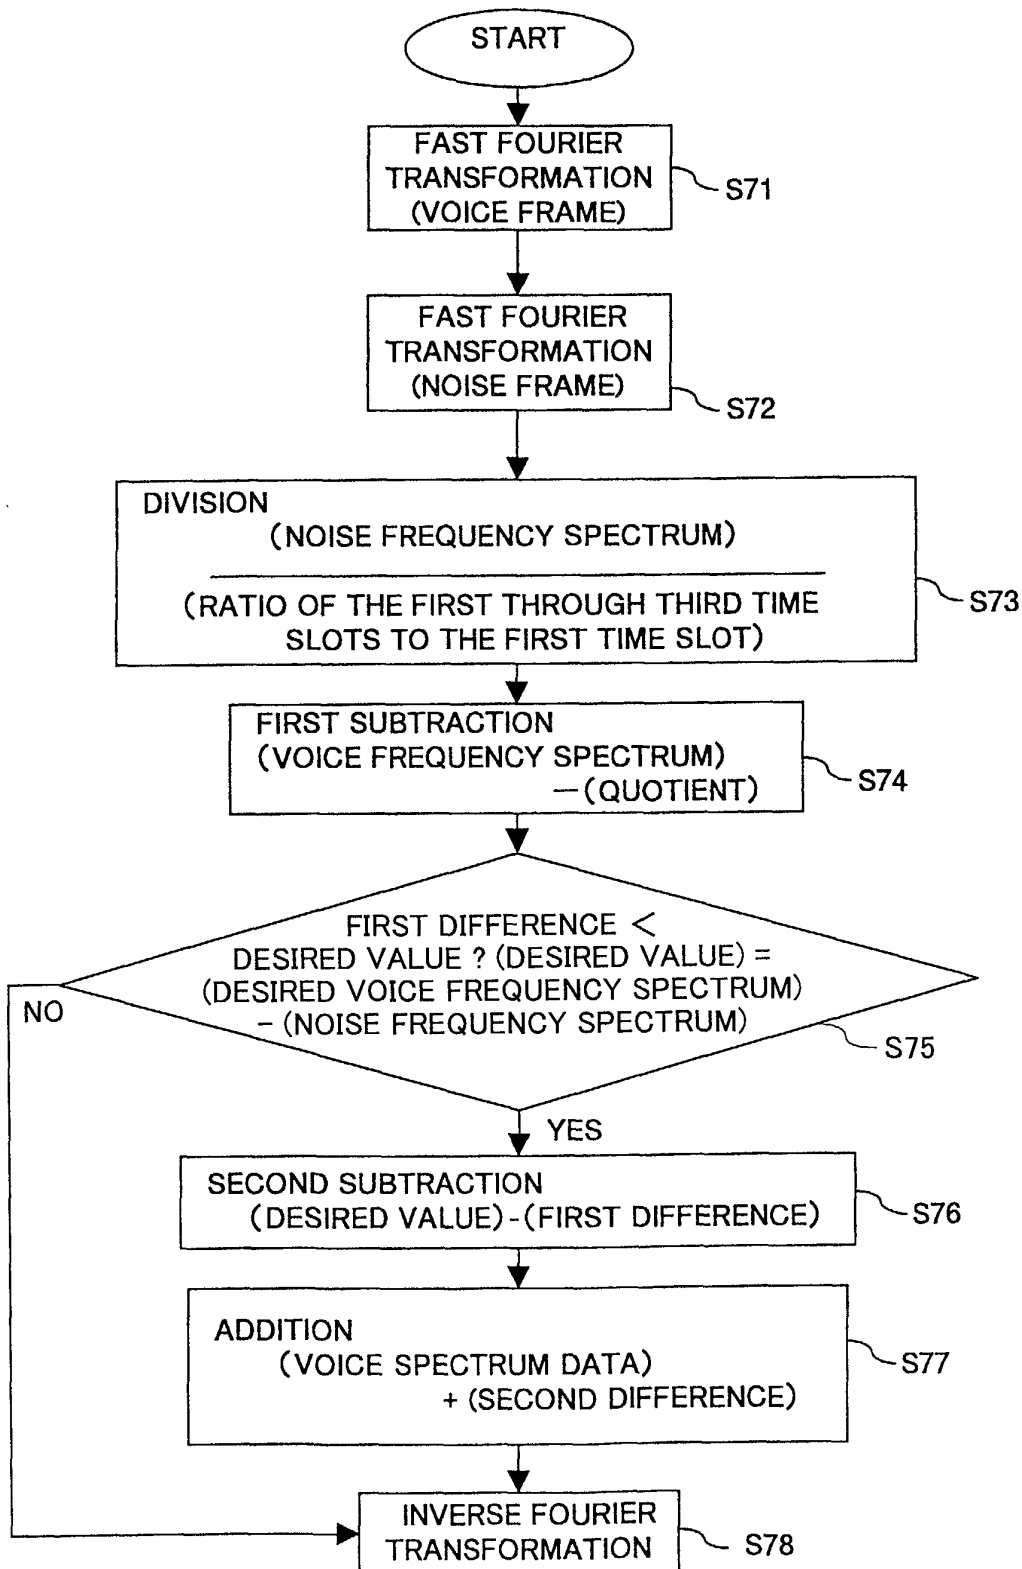 START
FAST FOURIER
TRANSFORMATION
(VOICE FRAME)
S71
FAST FOURIER
TRANSFORMATION
(NOISE FRAME)
S72
DIVISION
(NOISE FREQUENCY SPECTRUM)
(RATIO OF THE FIRST THROUGH THIRD TIME
SLOTS TO THE FIRST TIME SLOT)
S73
FIRST SUBTRACTION
(VOICE FREQUENCY SPECTRUM)
—(QUOTIENT)
S74
FIRST DIFFERENCE <
DESIRED VALUE ? (DESIRED VALUE) =
(DESIRED VOICE FREQUENCY SPECTRUM)
- (NOISE FREQUENCY SPECTRUM)
NO
S75
YES
SECOND SUBTRACTION
(DESIRED VALUE)-(FIRST DIFFERENCE)
S76
ADDITION
(VOICE SPECTRUM DATA)
+ (SECOND DIFFERENCE)
S77
INVERSE FOURIER
TRANSFORMATION
S78